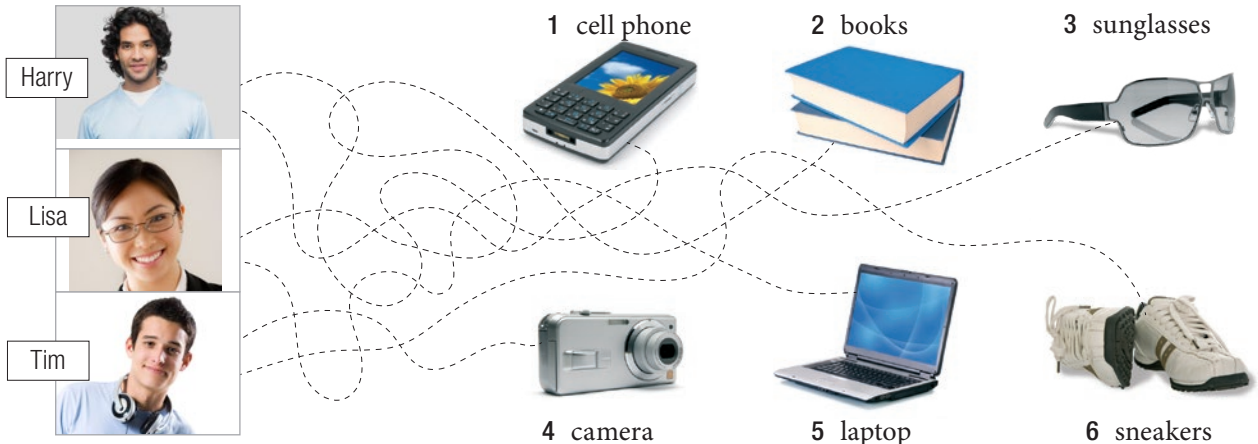 Harry
Lisa
Tim
1 cell phone
2 books
3 sunglasses
4 camera
5 laptop
6 sneakers